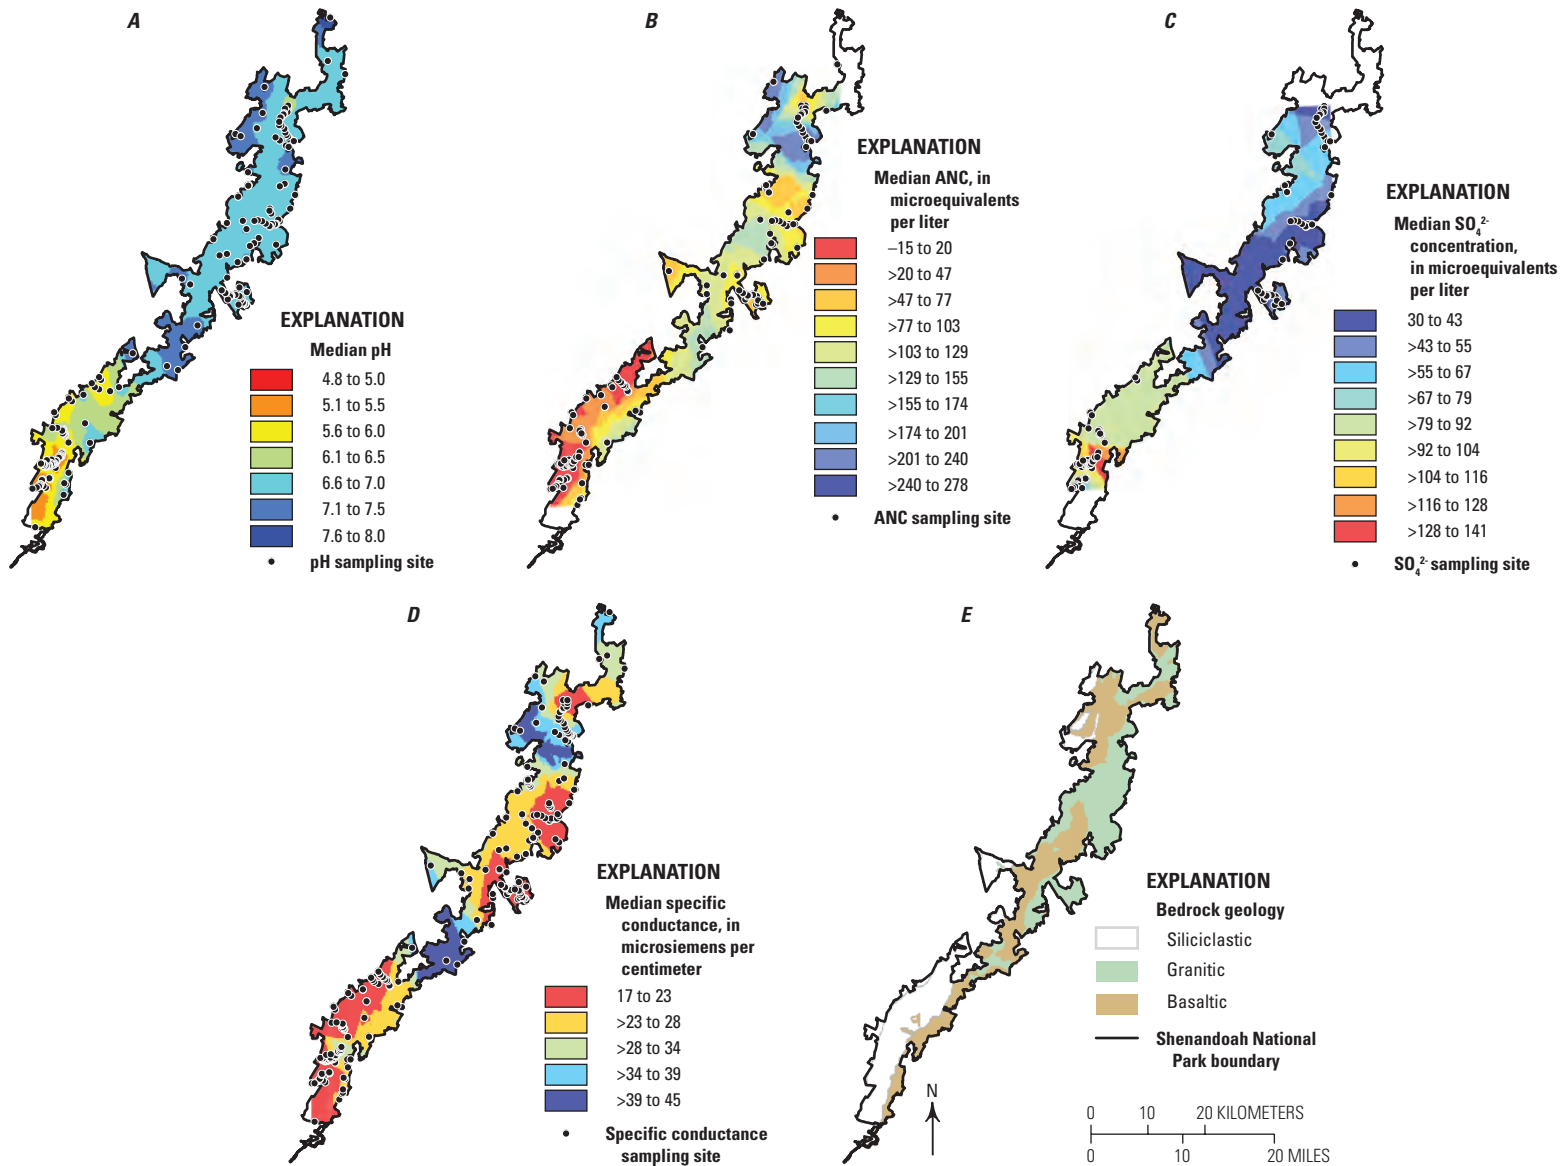 A
EXPLANATION
Median pH
4.8 to 5.0
5.1 to 5.5
5.6 to 6.0
6.1 to 6.5
6.6 to 7.0
7.1 to 7.5
7.6 to 8.0
pH sampling site
B
EXPLANATION
Median ANC, in
microequivalents
per liter
–15 to 20
>20 to 47
>47 to 77
>77 to 103
>103 to 129
>129 to 155
>155 to 174
>174 to 201
>201 to 240
>240 to 278
ANC sampling site
C
EXPLANATION
Median SO₄²⁻
concentration,
in microequivalents
per liter
30 to 43
>43 to 55
>55 to 67
>67 to 79
>79 to 92
>92 to 104
>104 to 116
>116 to 128
>128 to 141
SO₄²⁻ sampling site
D
EXPLANATION
Median specific
conductance, in
microsiemens per
centimeter
17 to 23
>23 to 28
>28 to 34
>34 to 39
>39 to 45
Specific conductance
sampling site
E
EXPLANATION
Bedrock geology
Siliciclastic
Granitic
Basaltic
Shenandoah National
Park boundary
N
0 10 20 KILOMETERS
0 10 20 MILES